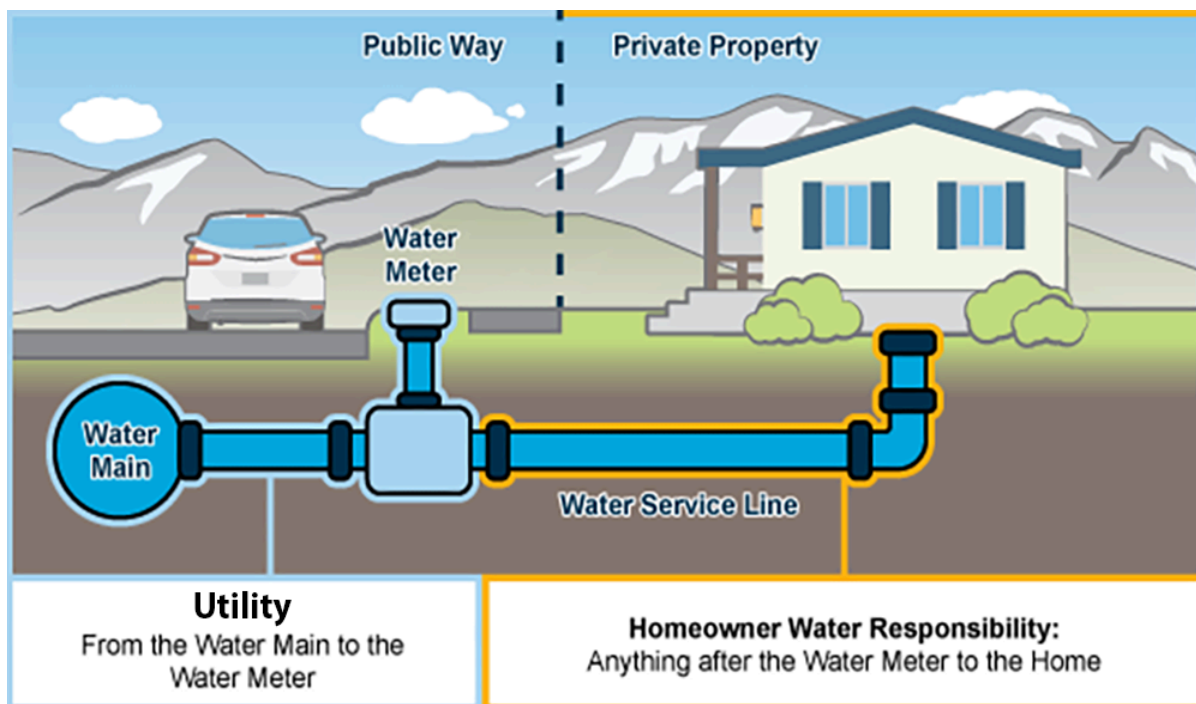 Public Way
Private Property
Water
Meter
Water
Main
Water Service Line
Utility
From the Water Main to the
Water Meter
Homeowner Water Responsibility:
Anything after the Water Meter to the Home